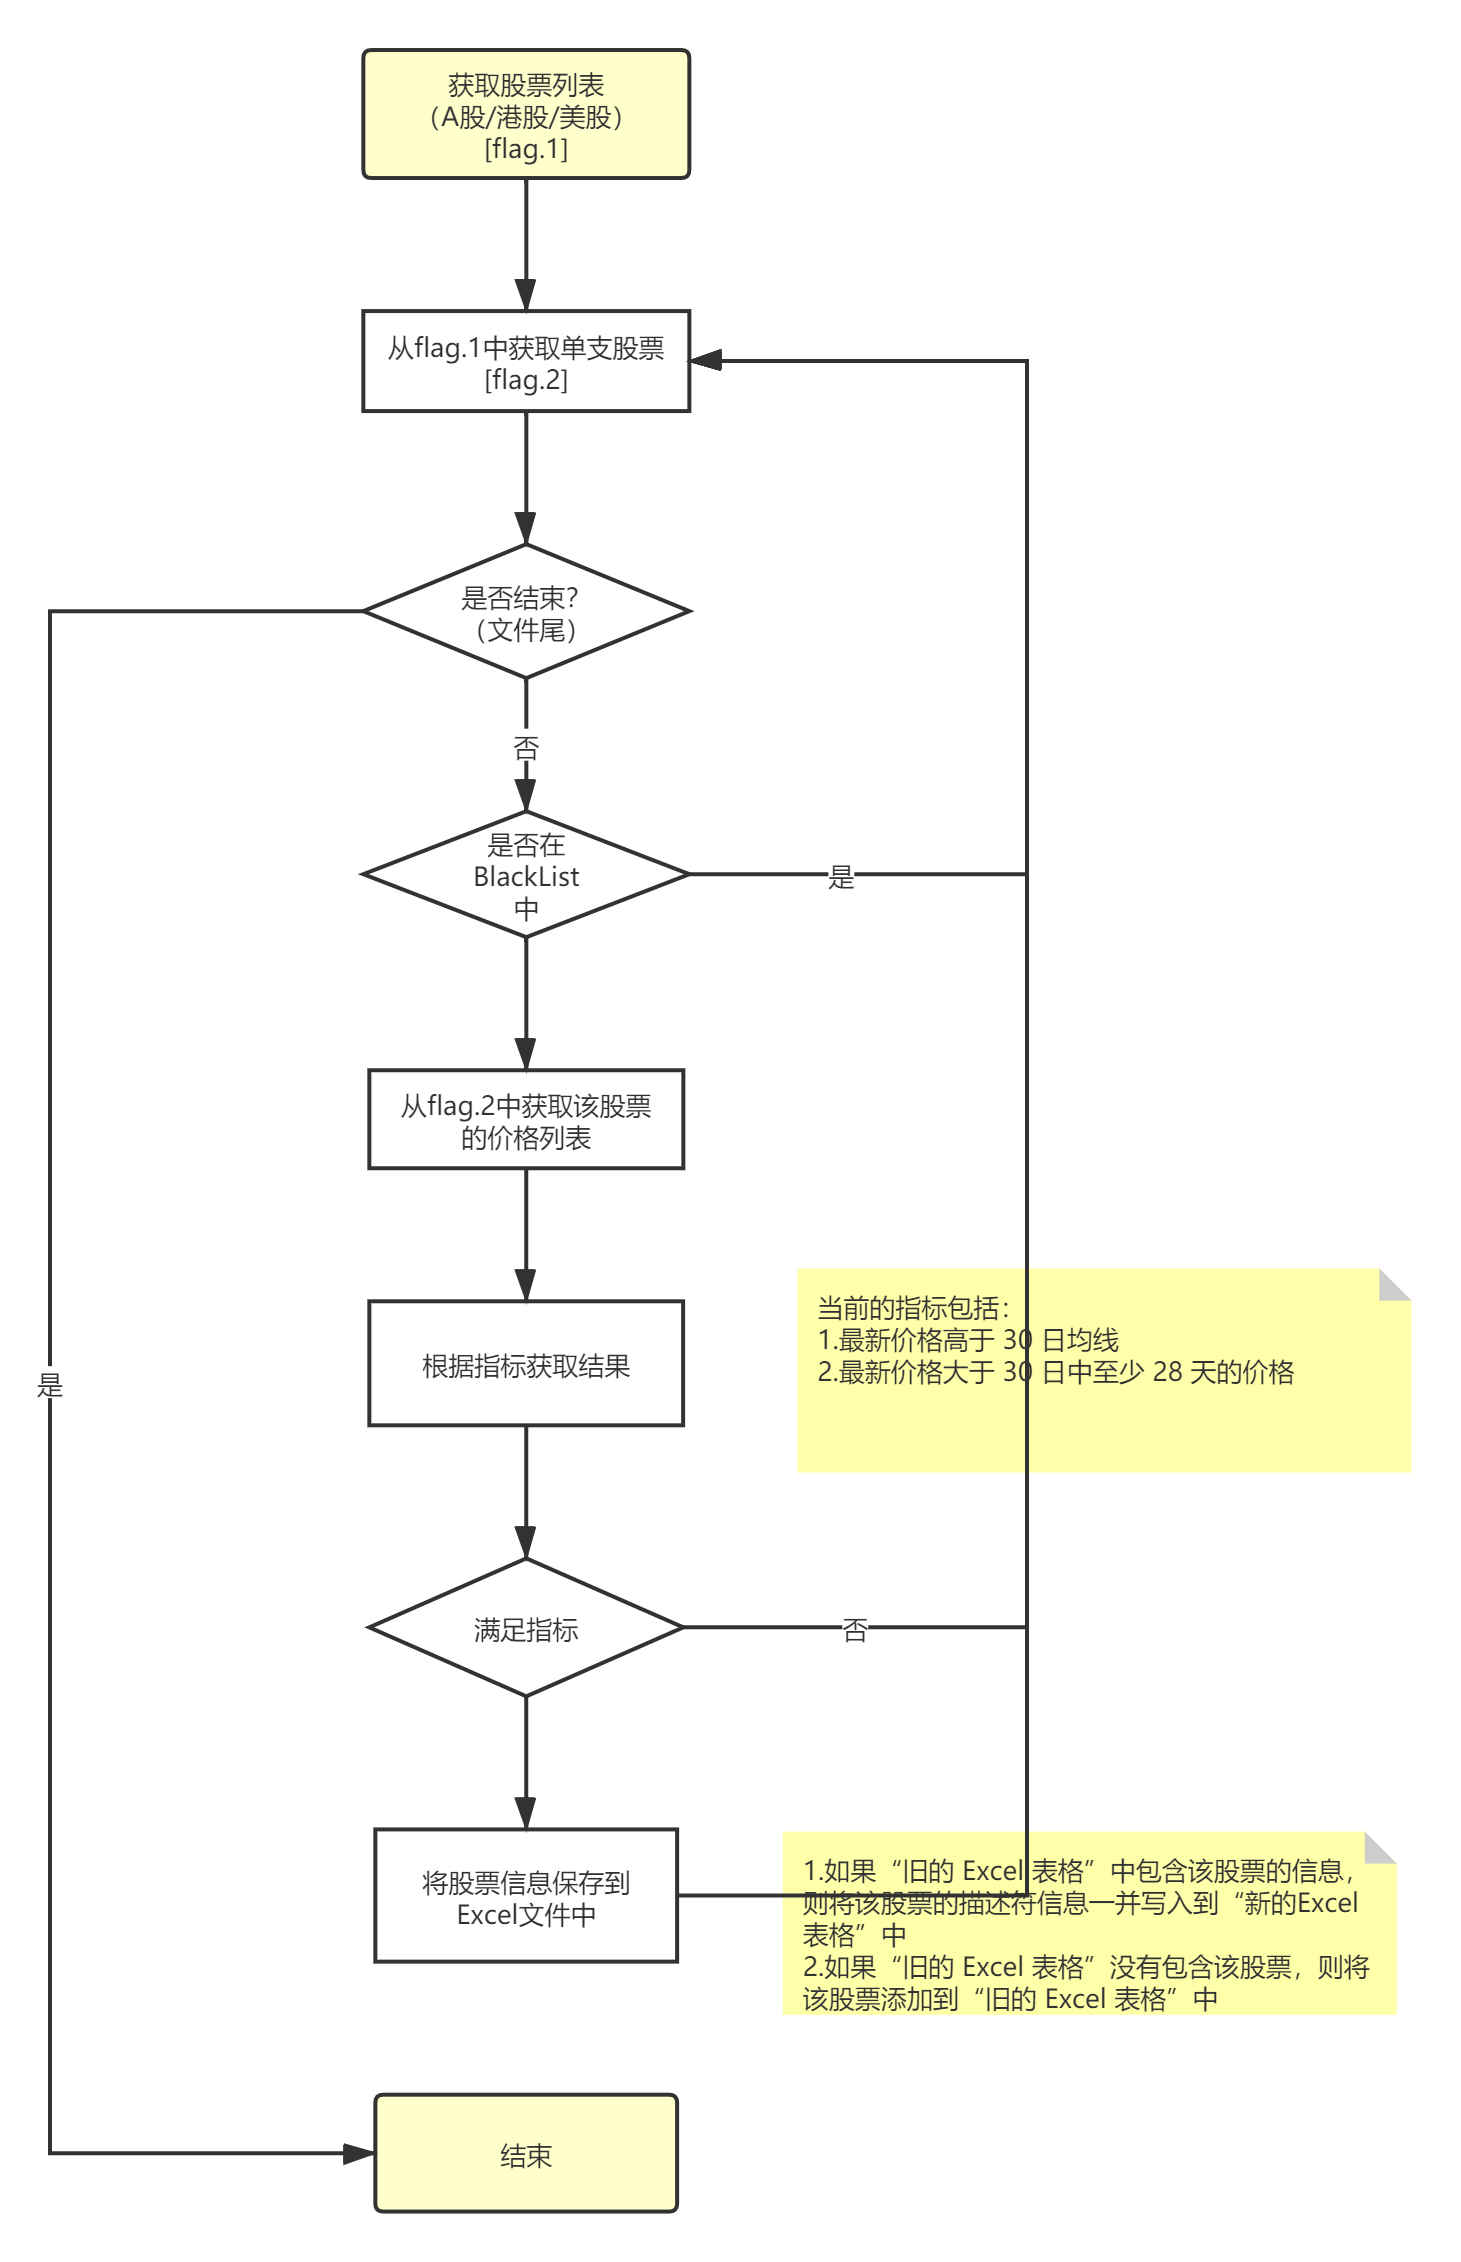 获取股票列表
（A股/港股/美股）
[flag.1]
从flag.1中获取单支股票
[flag.2]
是否结束？
（文件尾）
否
是否在
BlackList
中
是
从flag.2中获取该股票
的价格列表
当前的指标包括：
1.最新价格高于 30 日均线
2.最新价格大于 30 日中至少 28 天的价格
根据指标获取结果
是
满足指标
否
将股票信息保存到
Excel文件中
1.如果“旧的 Excel 表格”中包含该股票的信息，
则将该股票的描述符信息一并写入到“新的Excel
表格”中
2.如果“旧的 Excel 表格”没有包含该股票，则将
该股票添加到“旧的 Excel 表格”中
结束